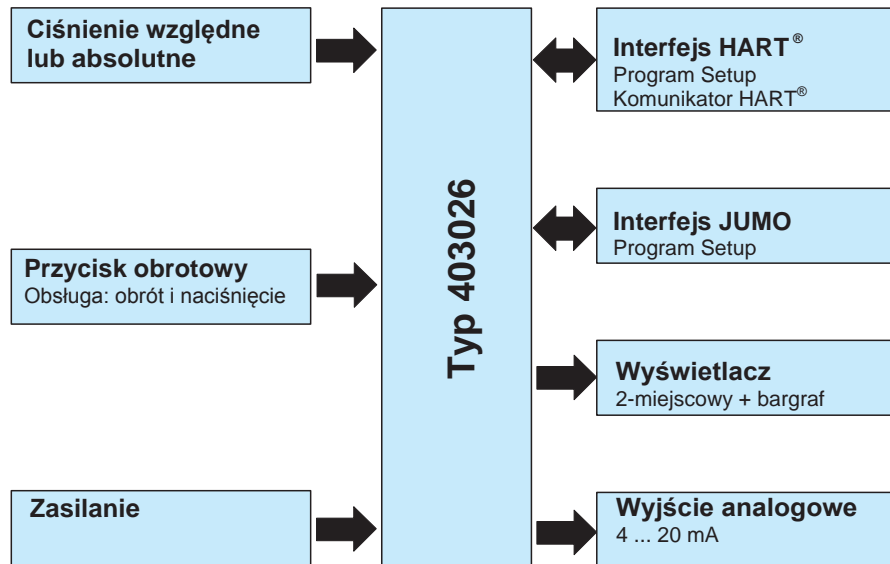 Ciśnienie względne
lub absolutne
Przycisk obrotowy
Obsługa: obrót i naciśnięcie
Zasilanie
Typ 403026
Interfejs HART®
Program Setup
Komunikator HART®
Interfejs JUMO
Program Setup
Wyświetlacz
2-miejscowy + bargraf
Wyjście analogowe
4 ... 20 mA